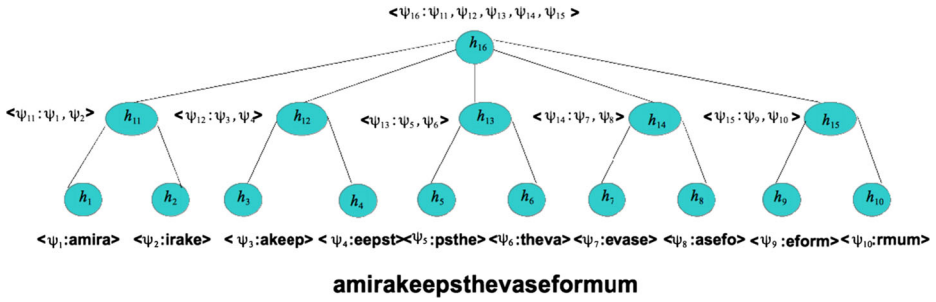 <ψ₁₆:ψ₁₁, ψ₁₂, ψ₁₃, ψ₁₄, ψ₁₅ >
h₁₆
<ψ₁₁:ψ₁, ψ₂> h₁₁ <ψ₁₂:ψ₃, ψ₄> h₁₂ <ψ₁₃:ψ₅, ψ₆> h₁₃ <ψ₁₄:ψ₇, ψ₈> h₁₄ <ψ₁₅:ψ₉, ψ₁₀> h₁₅
h₁ h₂ h₃ h₄ h₅ h₆ h₇ h₈ h₉ h₁₀
<ψ₁:amira> <ψ₂:irake> <ψ₃:akeep> <ψ₄:eepst><ψ₅:psthe> <ψ₆:theva> <ψ₇:evase> <ψ₈:asefo> <ψ₉:eform> <ψ₁₀:rmum>
amirakeepsthevaseformum